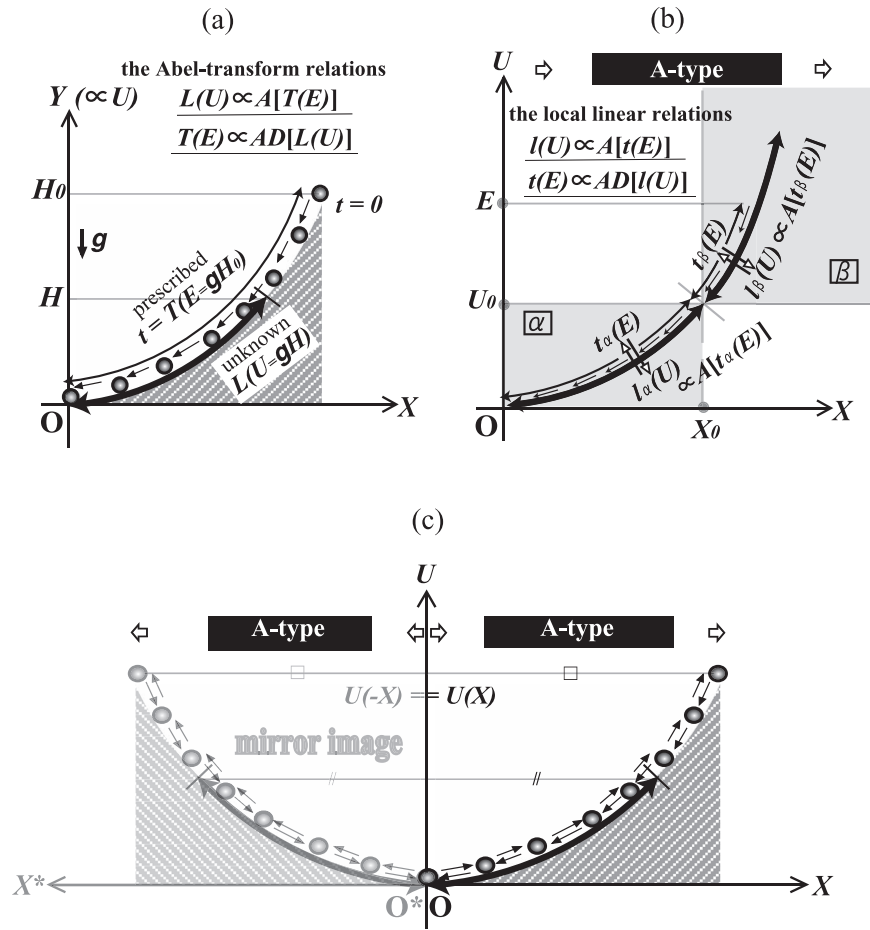 (a)
the Abel-transform relations
Y (∝U)
L(U)∝A[T(E)]
T(E)∝AD[L(U)]
H0
t = 0
g
H
prescribed
t = T(E=gH0)
unknown
L(U=gH)
O
X
(b)
U
A-type
the local linear relations
l(U)∝A[t(E)]
t(E)∝AD[l(U)]
E
tβ(E)
lβ(U)∝A[tβ(E)]
β
U0
α
tα(E)
lα(U)∝A[tα(E)]
O
X0
X
(c)
U
A-type
A-type
U(-X) == U(X)
mirror image
//
//
X*
O*
O
X